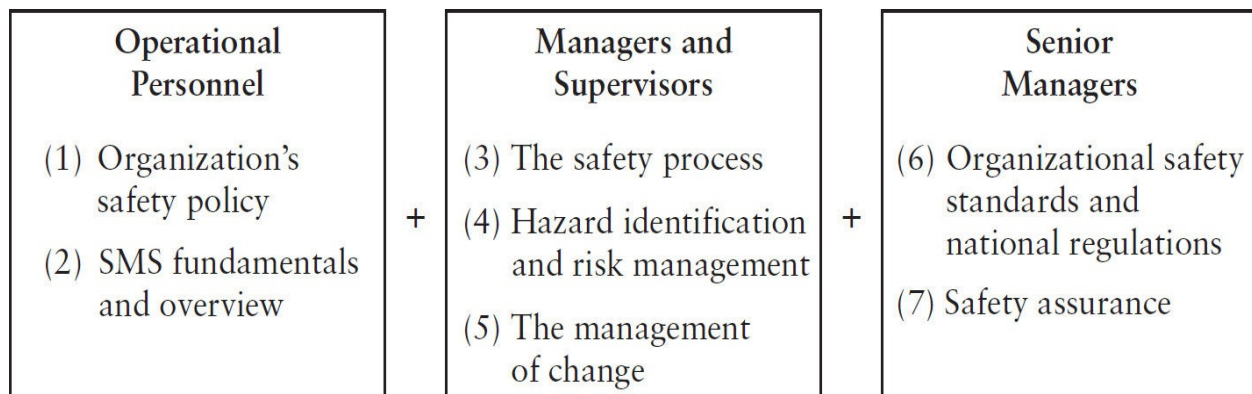 Operational
Personnel
(1) Organization’s
safety policy
(2) SMS fundamentals
and overview
+
Managers and
Supervisors
(3) The safety process
(4) Hazard identification
and risk management
(5) The management
of change
+
Senior
Managers
(6) Organizational safety
standards and
national regulations
(7) Safety assurance